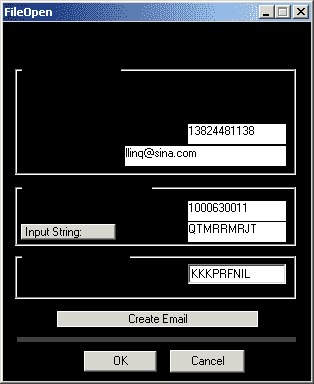 FileOpen
13824481138
llinq@sina.com
1000630011
Input String: QTMRRMRJT
KKKPRFNIL
Create Email
OK Cancel